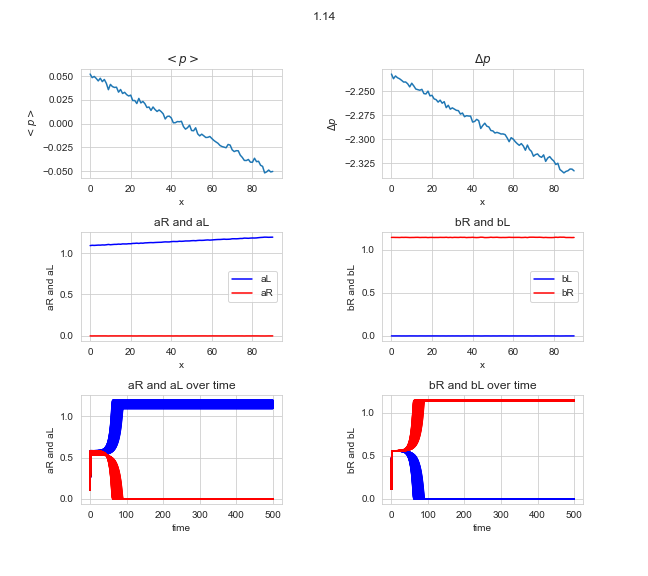 1.14
< p >
Δp
0.050
0.025
0.000
−0.025
−0.050
< p >
0 20 40 60 80
x
−2.250
−2.275
−2.300
−2.325
Δp
0 20 40 60 80
x
aR and aL
bR and bL
1.0
0.5
0.0
aR and aL
aL
aR
0 20 40 60 80
x
1.0
0.5
0.0
bR and bL
bL
bR
0 20 40 60 80
x
aR and aL over time
bR and bL over time
1.0
0.5
0.0
aR and aL
0 100 200 300 400 500
time
1.0
0.5
0.0
bR and bL
0 100 200 300 400 500
time